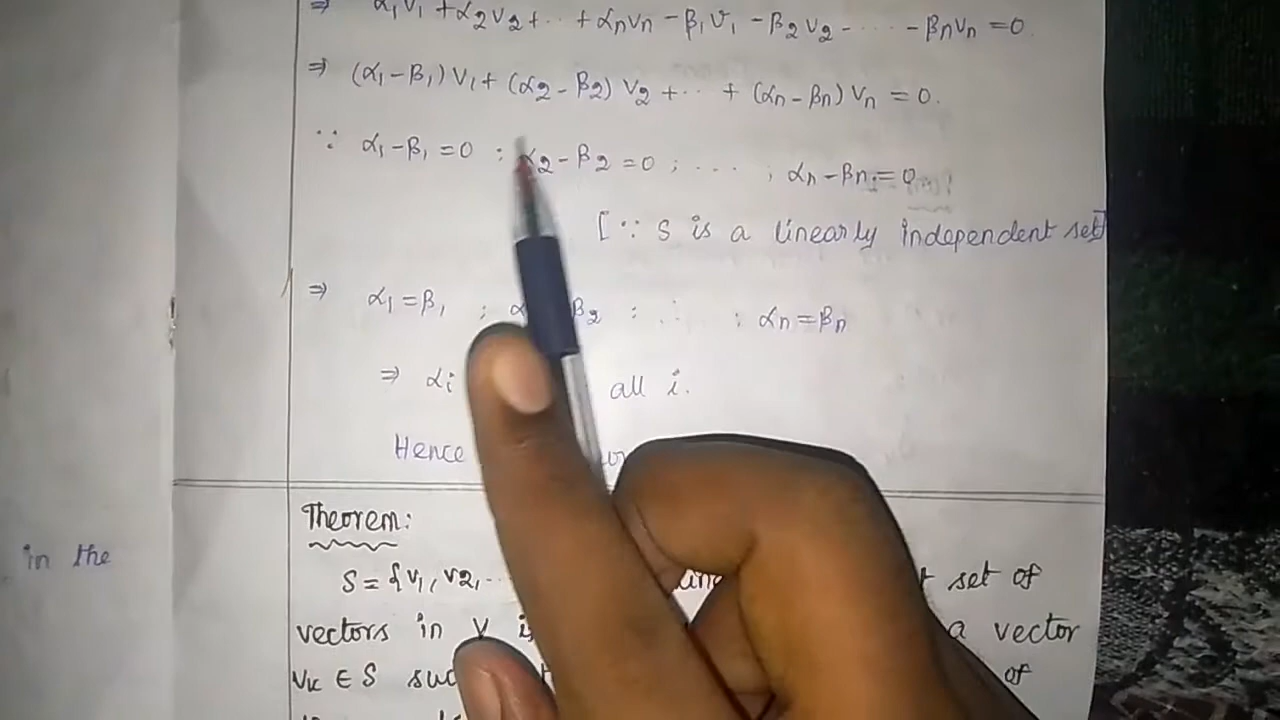 ⇒ α1v1 + α2v2 + ·· + αnvn - β1v1 - β2v2 - ···· - βnvn = 0
⇒ (α1-β1) v1 + (α2-β2) v2 + ·· + (αn-βn) vn = 0.
∵ α1-β1 = 0 ; α2-β2 = 0 ; ... ; αn-βn = 0
[∵ S is a linearly independent set]
⇒ α1 = β1 ; β2 : ∴ ; αn = βn
⇒ αi all i.
Hence
Theorem:
in the
S = {v1, v2, .. set of
vectors in V a vector
vk ∈ S of